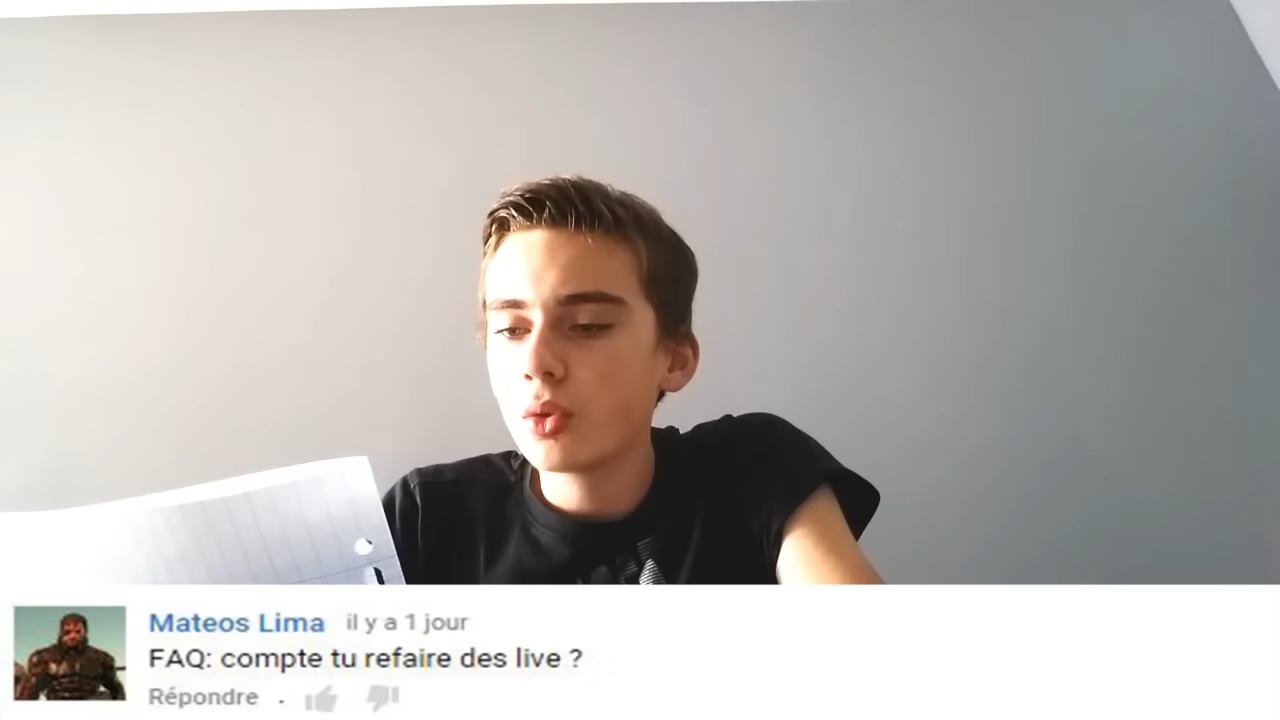 Mateos Lima il y a 1 jour
FAQ: compte tu refaire des live ?
Répondre .